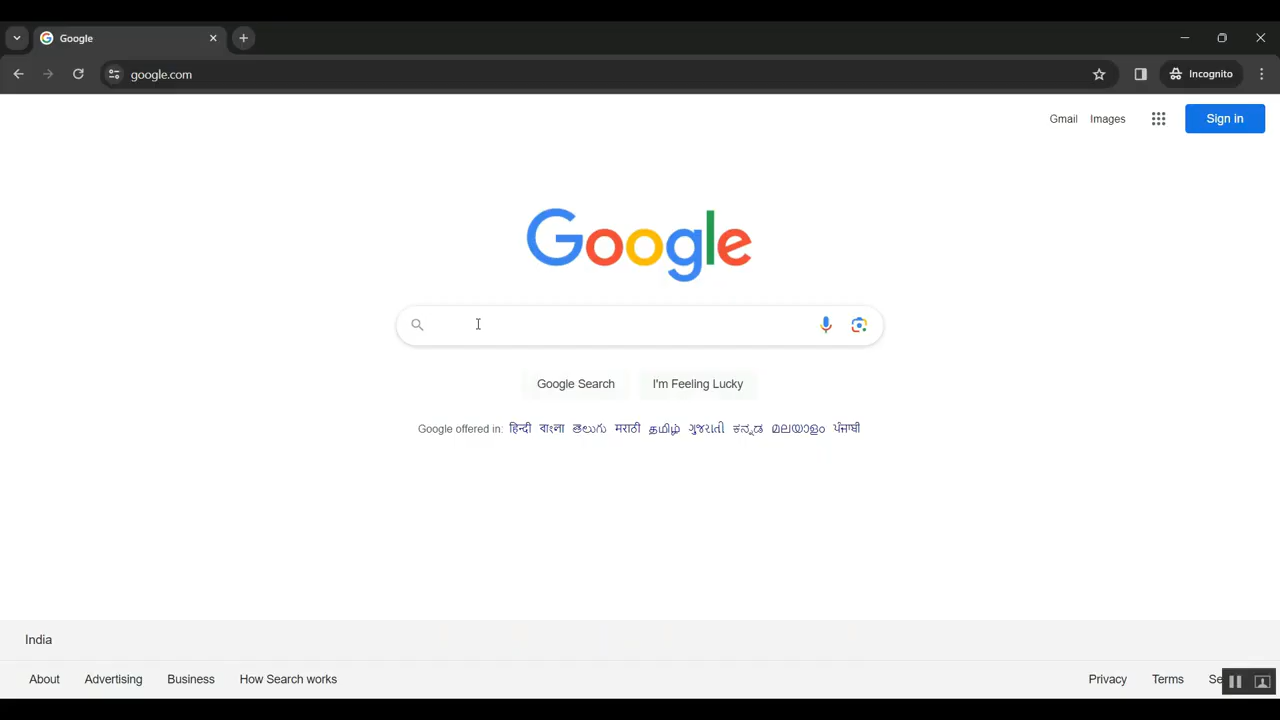 Google
google.com
Incognito
Gmail Images Sign in
Google
Google Search I'm Feeling Lucky
Google offered in: हिन्दी বাংলা తెలుగు मराठी தமிழ் ગુજરાતી ಕನ್ನಡ മലയാളം ਪੰਜਾਬੀ
India
About Advertising Business How Search works Privacy Terms Se